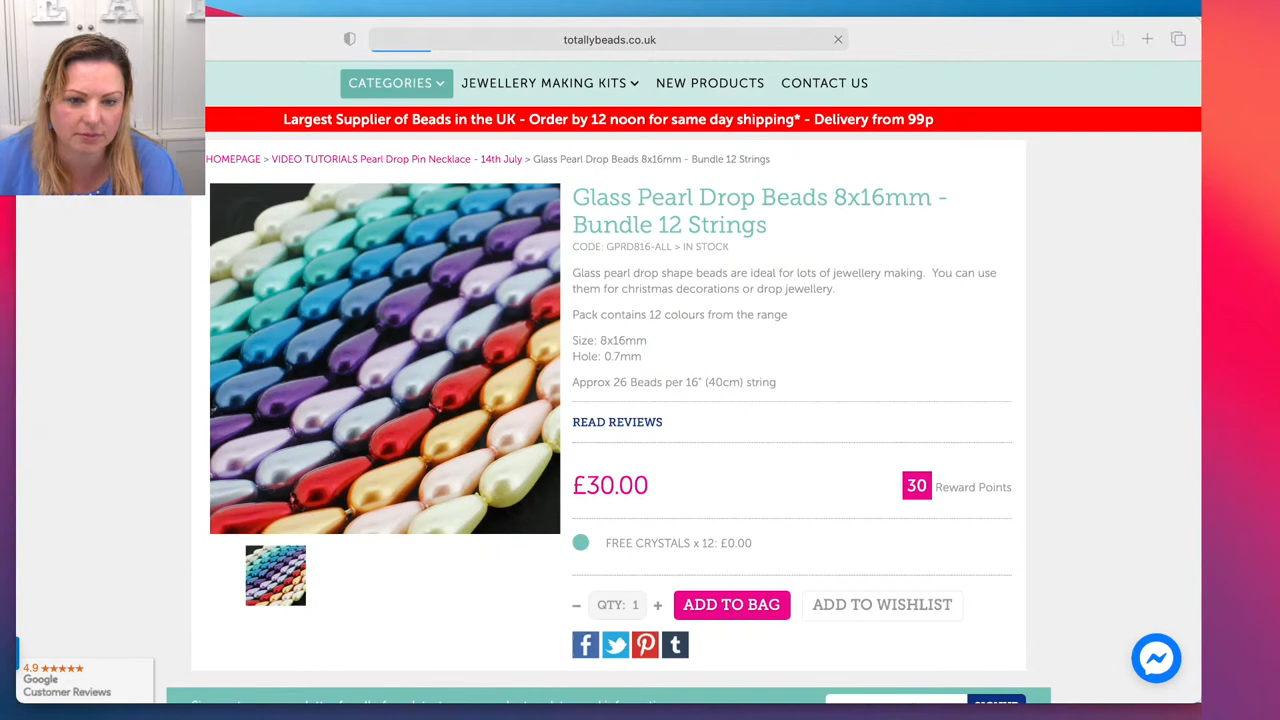 totallybeads.co.uk
CATEGORIES JEWELLERY MAKING KITS NEW PRODUCTS CONTACT US
Largest Supplier of Beads in the UK - Order by 12 noon for same day shipping* - Delivery from 99p
HOMEPAGE > VIDEO TUTORIALS Pearl Drop Pin Necklace - 14th July > Glass Pearl Drop Beads 8x16mm - Bundle 12 Strings
Glass Pearl Drop Beads 8x16mm -
Bundle 12 Strings
CODE: GPRD816-ALL > IN STOCK
Glass pearl drop shape beads are ideal for lots of jewellery making. You can use
them for christmas decorations or drop jewellery.
Pack contains 12 colours from the range
Size: 8x16mm
Hole: 0.7mm
Approx 26 Beads per 16" (40cm) string
READ REVIEWS
£30.00
30 Reward Points
FREE CRYSTALS x 12: £0.00
− QTY: 1 + ADD TO BAG ADD TO WISHLIST
4.9 ★★★★★
Google
Customer Reviews